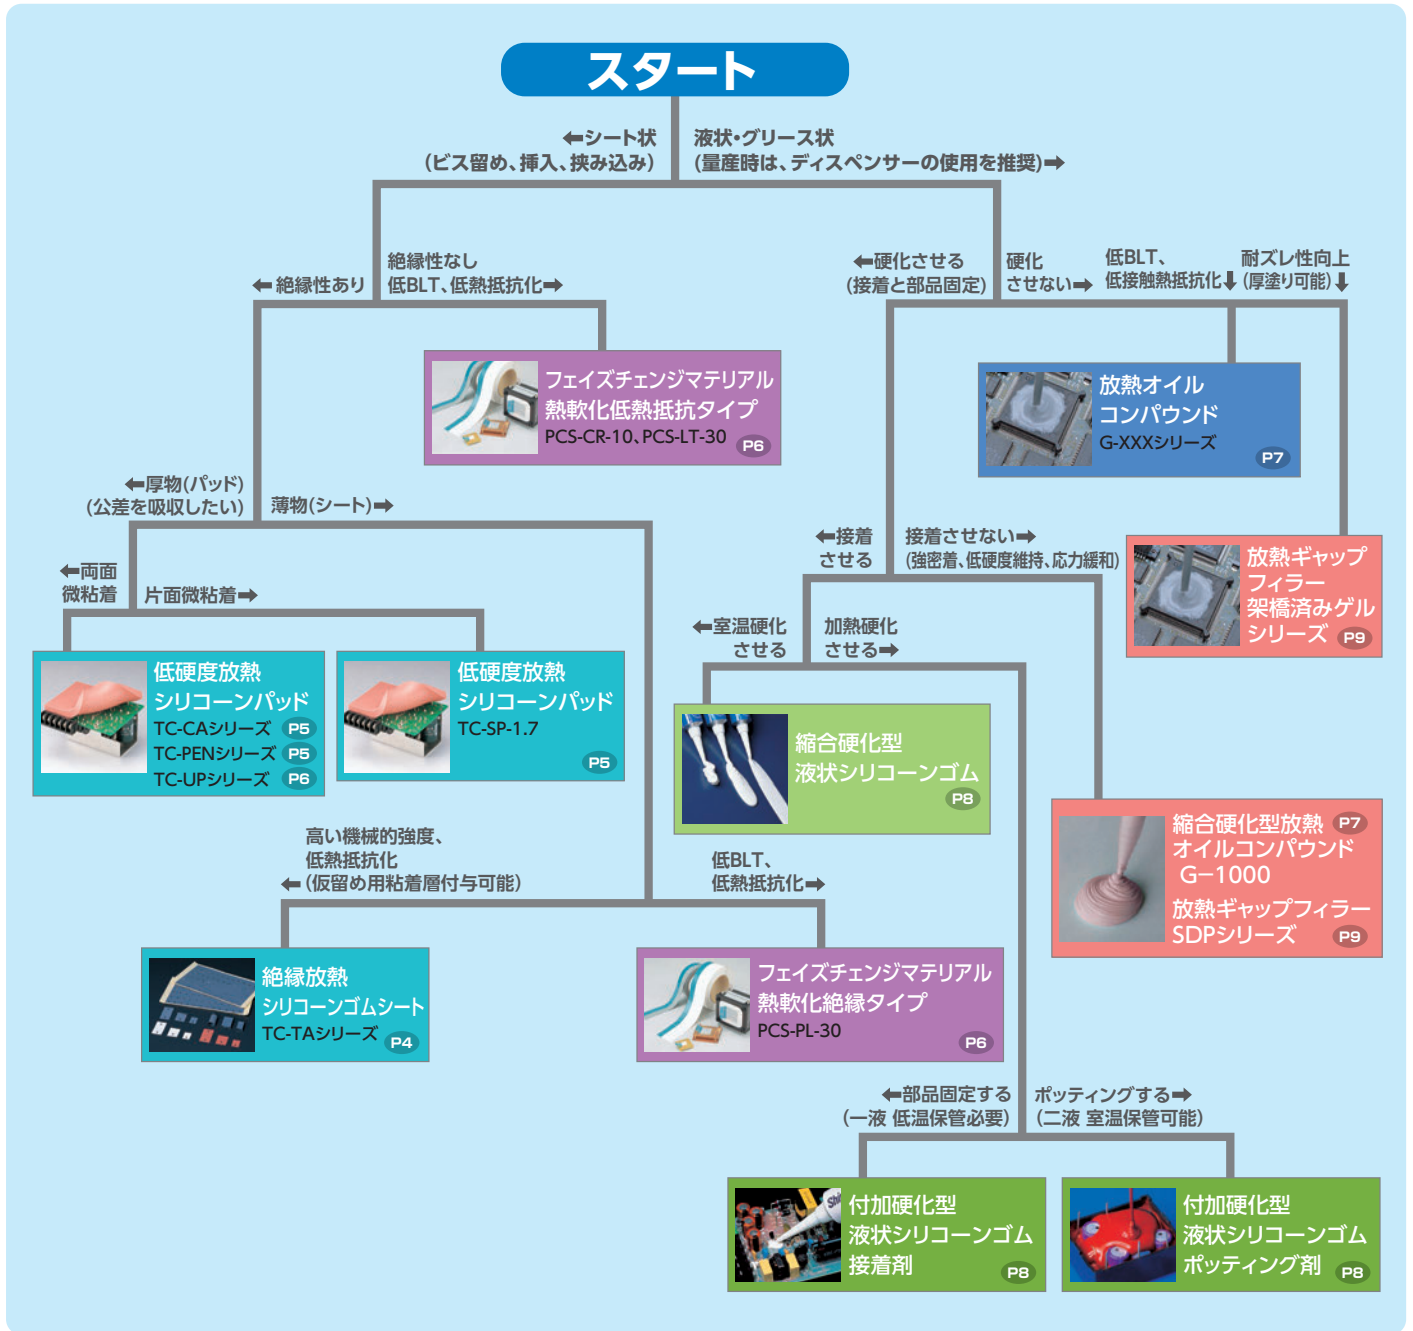 スタート
←シート状
(ビス留め、挿入、挟み込み)
液状・グリース状
(量産時は、ディスペンサーの使用を推奨)→
←絶縁性あり
絶縁性なし
低BLT、低熱抵抗化→
←硬化させる
(接着と部品固定)
硬化
させない→
低BLT、
低接触熱抵抗化↓
耐ズレ性向上
(厚塗り可能)↓
フェイズチェンジマテリアル
熱軟化低熱抵抗タイプ
PCS-CR-10、PCS-LT-30
P6
放熱オイル
コンパウンド
G-XXXシリーズ
P7
←厚物(パッド)
(公差を吸収したい)
薄物(シート)→
←接着
させる
接着させない→
(強密着、低硬度維持、応力緩和)
放熱ギャップ
フィラー
架橋済みゲル
シリーズ P9
←両面
微粘着
片面微粘着→
←室温硬化
させる
加熱硬化
させる→
低硬度放熱
シリコーンパッド
TC-CAシリーズ P5
TC-PENシリーズ P5
TC-UPシリーズ P6
低硬度放熱
シリコーンパッド
TC-SP-1.7
P5
縮合硬化型
液状シリコーンゴム
P8
縮合硬化型放熱 P7
オイルコンパウンド
G-1000
放熱ギャップフィラー
SDPシリーズ P9
高い機械的強度、
低熱抵抗化
←(仮留め用粘着層付与可能)
低BLT、
低熱抵抗化→
絶縁放熱
シリコーンゴムシート
TC-TAシリーズ P4
フェイズチェンジマテリアル
熱軟化絶縁タイプ
PCS-PL-30
P6
←部品固定する
(一液 低温保管必要)
ポッティングする→
(二液 室温保管可能)
付加硬化型
液状シリコーンゴム
接着剤
P8
付加硬化型
液状シリコーンゴム
ポッティング剤 P8